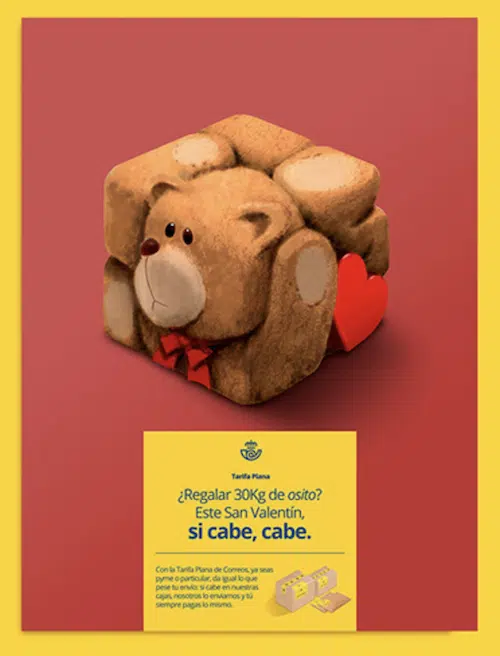 Tarifa Plana
¿Regalar 30Kg de osito?
Este San Valentín,
si cabe, cabe.
Con la Tarifa Plana de Correos, ya seas
pyme o particular, da igual lo que
pese tu envío: si cabe en nuestras
cajas, nosotros lo enviamos y tú
siempre pagas lo mismo.